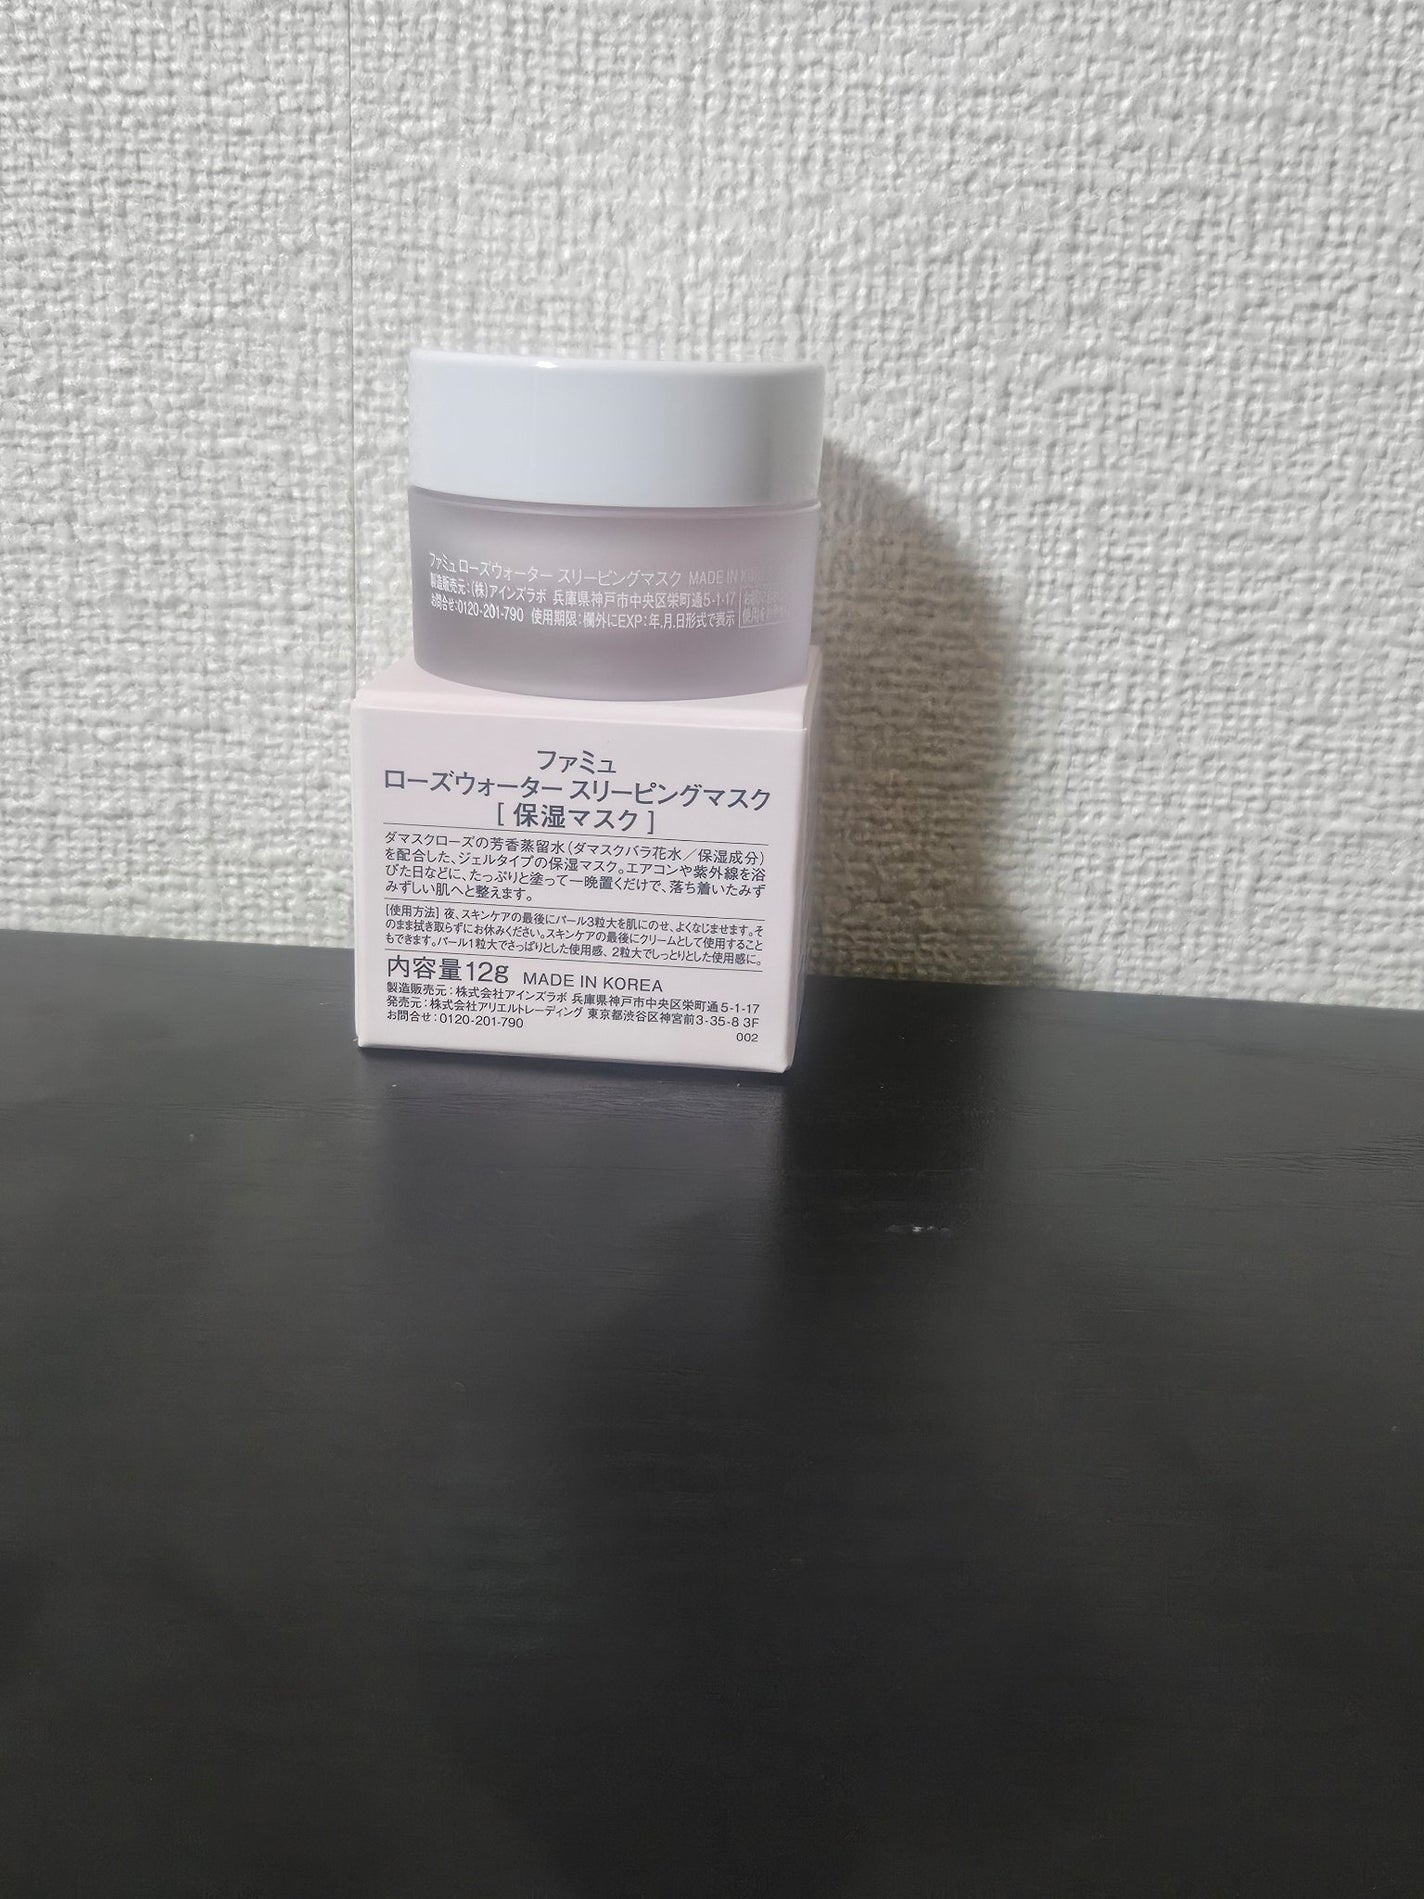 ファミュ ローズウォーター スリーピングマスク MADE IN
製造販売元:(株)アインズラボ 兵庫県神戸市中央区栄町通5-1-17
お問合せ:0120-201-790 使用期限:欄外にEXP:年.月.日形式で表示
ファミュ
ローズウォーター スリーピングマスク
[ 保湿マスク ]
ダマスクローズの芳香蒸留水(ダマスクバラ花水/保湿成分)
を配合した、ジェルタイプの保湿マスク。エアコンや紫外線を浴
びた日などに、たっぷりと塗って一晩置くだけで、落ち着いたみず
みずしい肌へと整えます。
[使用方法] 夜、スキンケアの最後にパール3粒大を肌にのせ、よくなじませます。そ
のまま拭き取らずにお休みください。スキンケアの最後にクリームとして使用すること
もできます。パール1粒大でさっぱりとした使用感、2粒大でしっとりとした使用感に。
内容量12g MADE IN KOREA
製造販売元:株式会社アインズラボ 兵庫県神戸市中央区栄町通5-1-17
発売元:株式会社アリエルトレーディング 東京都渋谷区神宮前3-35-8 3F
お問合せ:0120-201-790
002